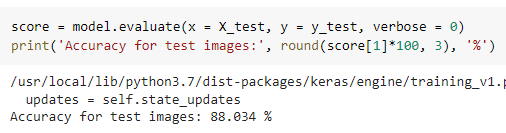 score = model.evaluate(x = X_test, y = y_test, verbose = 0)
print('Accuracy for test images:', round(score[1]*100, 3), '%')
/usr/local/lib/python3.7/dist-packages/keras/engine/training_v1.p
updates = self.state_updates
Accuracy for test images: 88.034 %